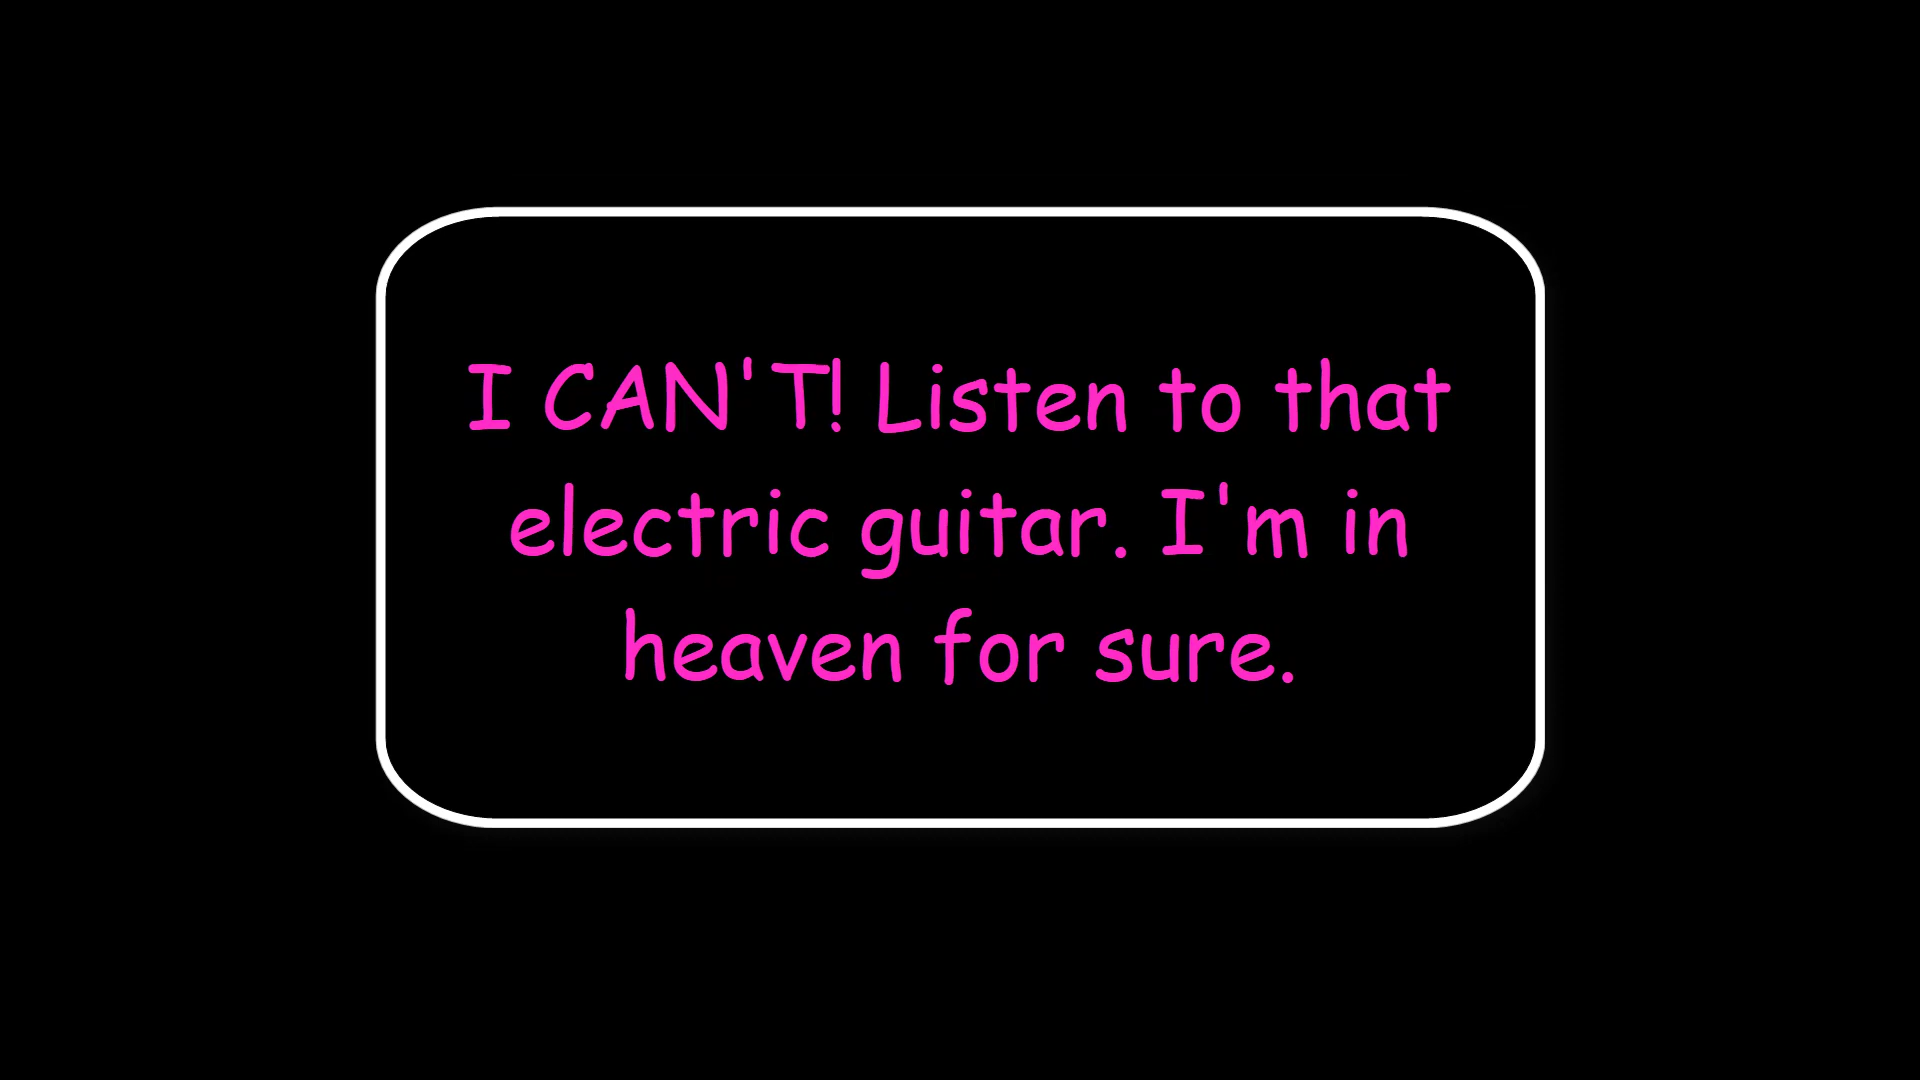 I CAN'T! Listen to that
electric guitar. I'm in
heaven for sure.